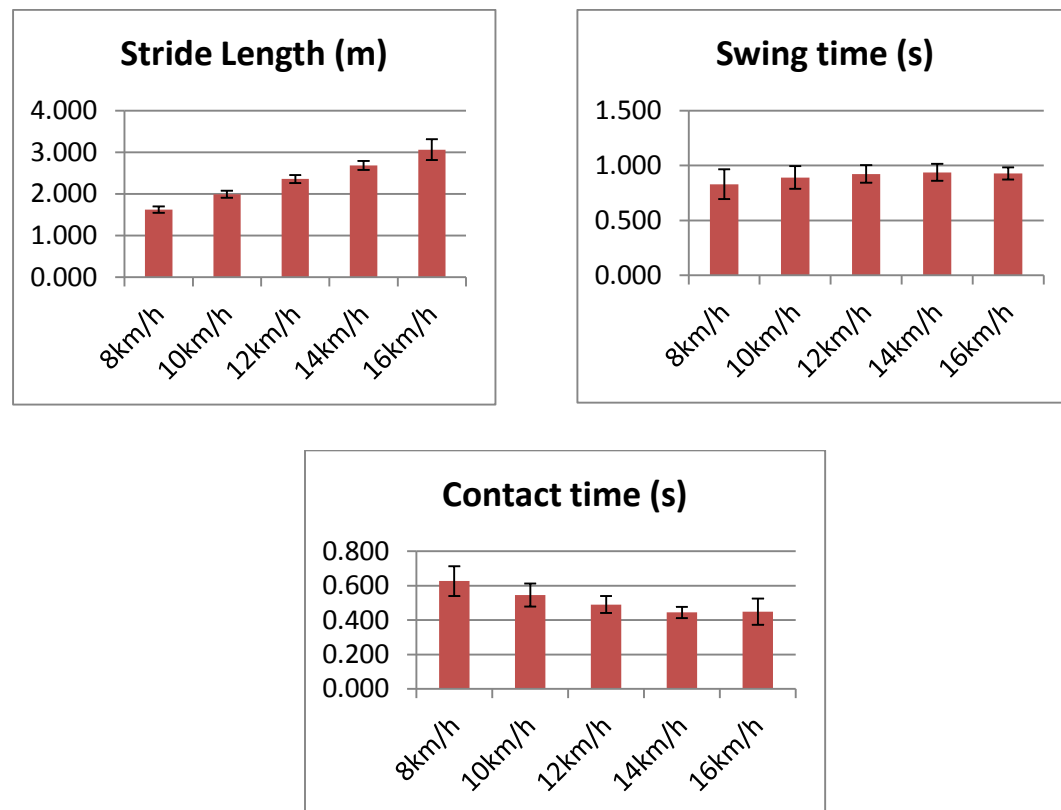 Stride Length (m)
4.000
3.000
2.000
1.000
0.000
8km/h
10km/h
12km/h
14km/h
16km/h
Swing time (s)
1.500
1.000
0.500
0.000
8km/h
10km/h
12km/h
14km/h
16km/h
Contact time (s)
0.800
0.600
0.400
0.200
0.000
8km/h
10km/h
12km/h
14km/h
16km/h